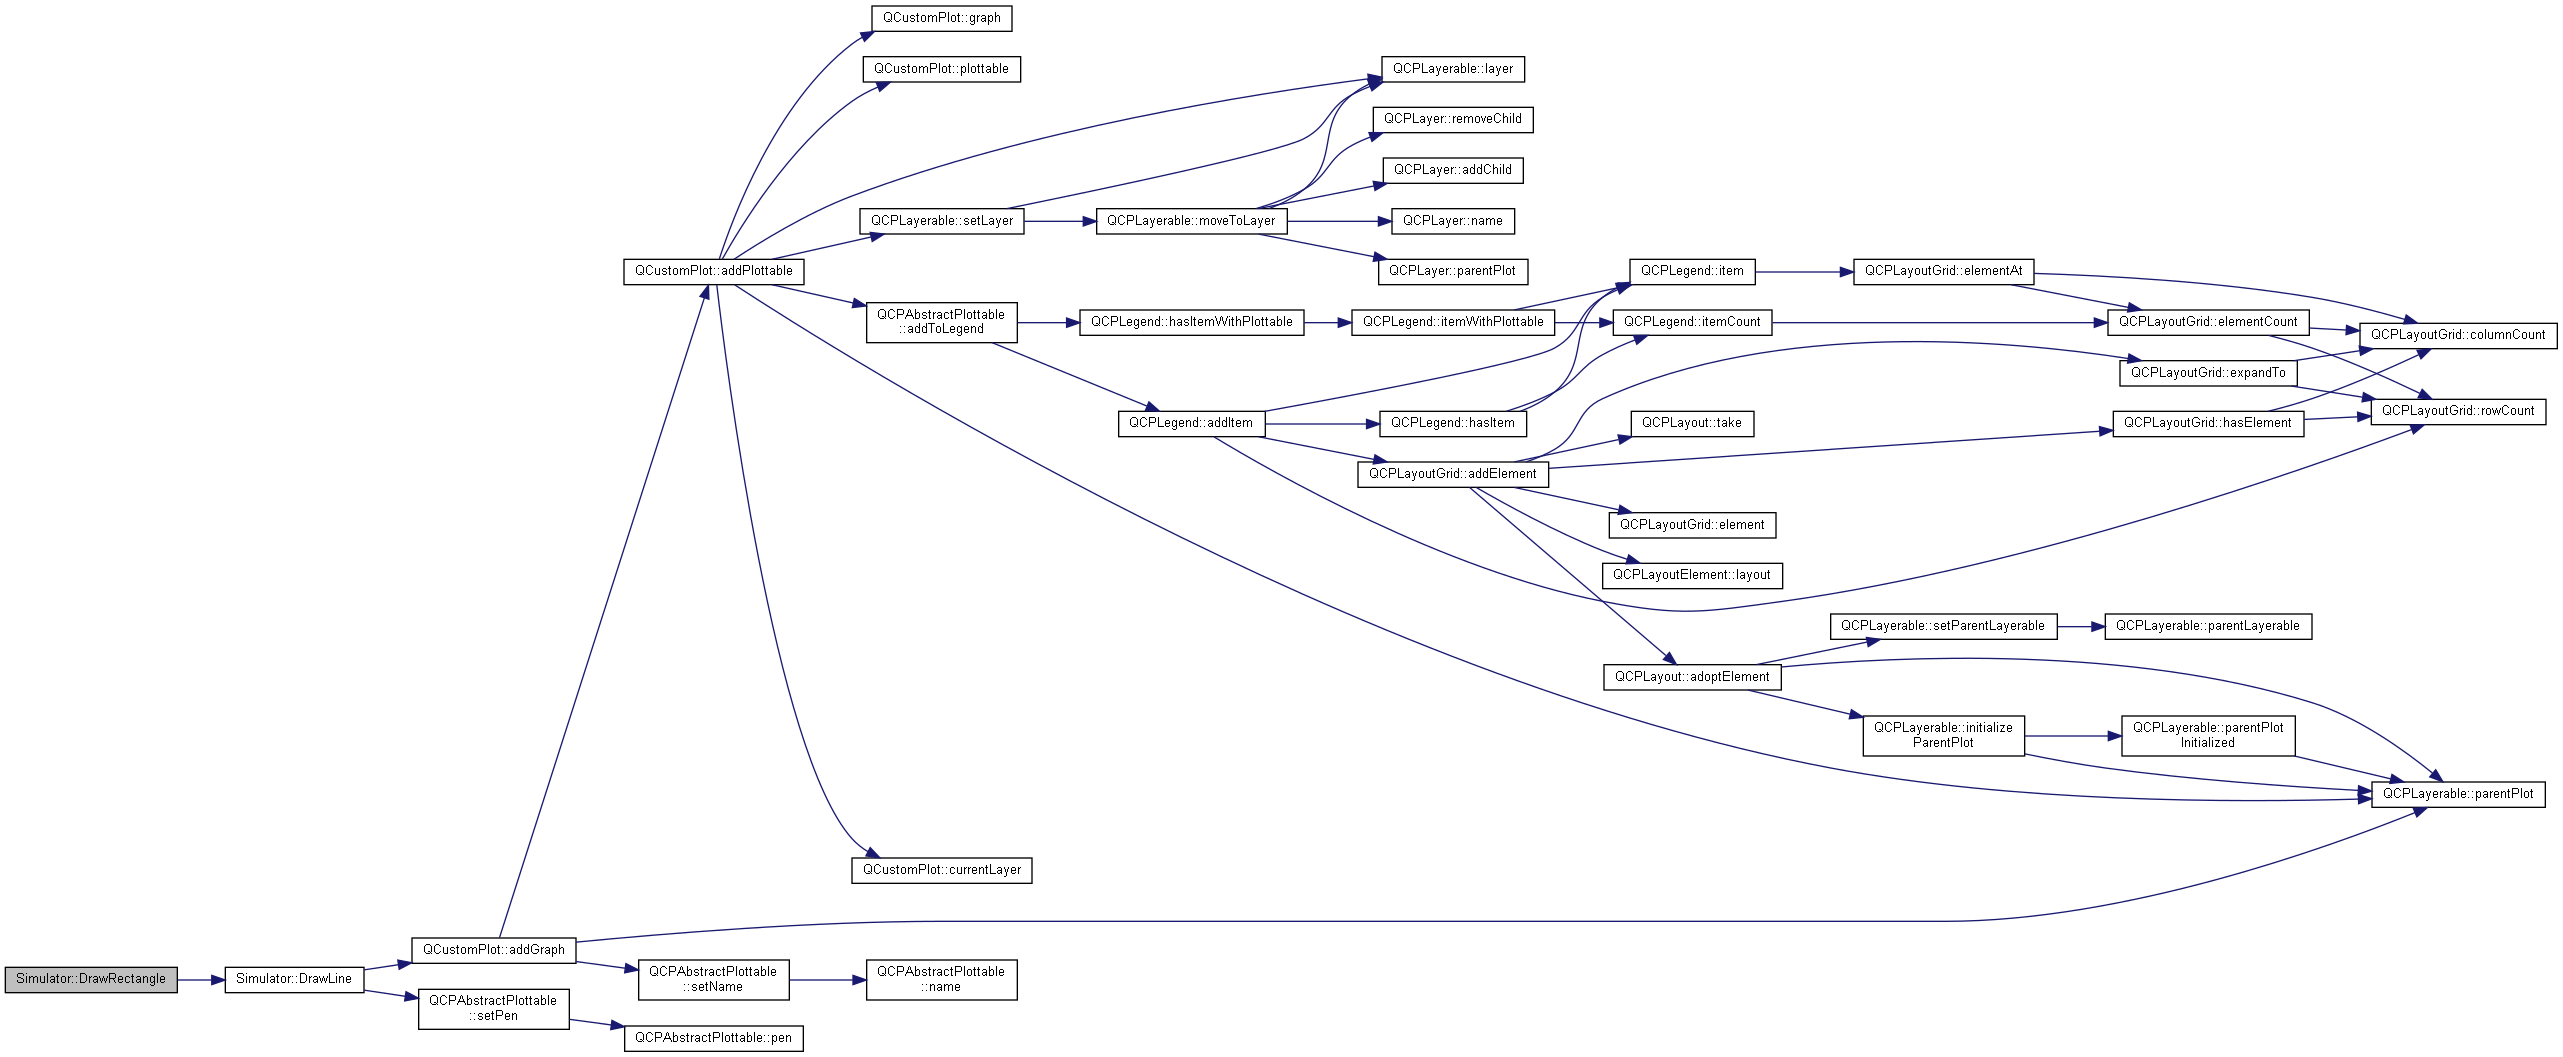 QCustomPlot::graph
QCustomPlot::plottable
QCPLayerable::layer
QCPLayer::removeChild
QCPLayer::addChild
QCPLayerable::setLayer
QCPLayerable::moveToLayer
QCPLayer::name
QCustomPlot::addPlottable
QCPLayer::parentPlot
QCPLegend::item
QCPLayoutGrid::elementAt
QCPAbstractPlottable
::addToLegend
QCPLegend::hasItemWithPlottable
QCPLegend::itemWithPlottable
QCPLegend::itemCount
QCPLayoutGrid::elementCount
QCPLayoutGrid::columnCount
QCPLayoutGrid::expandTo
QCPLayoutGrid::rowCount
QCPLegend::addItem
QCPLegend::hasItem
QCPLayout::take
QCPLayoutGrid::hasElement
QCPLayoutGrid::addElement
QCPLayoutGrid::element
QCPLayoutElement::layout
QCPLayerable::setParentLayerable
QCPLayerable::parentLayerable
QCPLayout::adoptElement
QCPLayerable::initialize
ParentPlot
QCPLayerable::parentPlot
Initialized
QCPLayerable::parentPlot
QCustomPlot::currentLayer
QCustomPlot::addGraph
Simulator::DrawRectangle
Simulator::DrawLine
QCPAbstractPlottable
::setName
QCPAbstractPlottable
::name
QCPAbstractPlottable
::setPen
QCPAbstractPlottable::pen